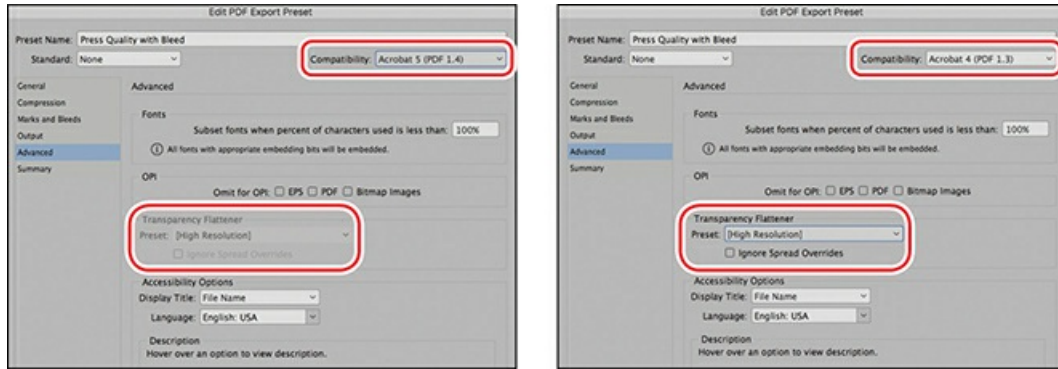 Edit PDF Export Preset
Preset Name: Press Quality with Bleed
Standard: None
Compatibility: Acrobat 5 (PDF 1.4)
General
Compression
Marks and Bleeds
Output
Advanced
Summary
Advanced
Fonts
Subset fonts when percent of characters used is less than: 100%
All fonts with appropriate embedding bits will be embedded.
OPI
Omit for OPI: EPS PDF Bitmap Images
Transparency Flattener
Preset: [High Resolution]
Ignore Spread Overrides
Accessibility Options
Display Title: File Name
Language: English: USA
Description
Hover over an option to view description.
Edit PDF Export Preset
Preset Name: Press Quality with Bleed
Standard: None
Compatibility: Acrobat 4 (PDF 1.3)
General
Compression
Marks and Bleeds
Output
Advanced
Summary
Advanced
Fonts
Subset fonts when percent of characters used is less than: 100%
All fonts with appropriate embedding bits will be embedded.
OPI
Omit for OPI: EPS PDF Bitmap Images
Transparency Flattener
Preset: [High Resolution]
Ignore Spread Overrides
Accessibility Options
Display Title: File Name
Language: English: USA
Description
Hover over an option to view description.